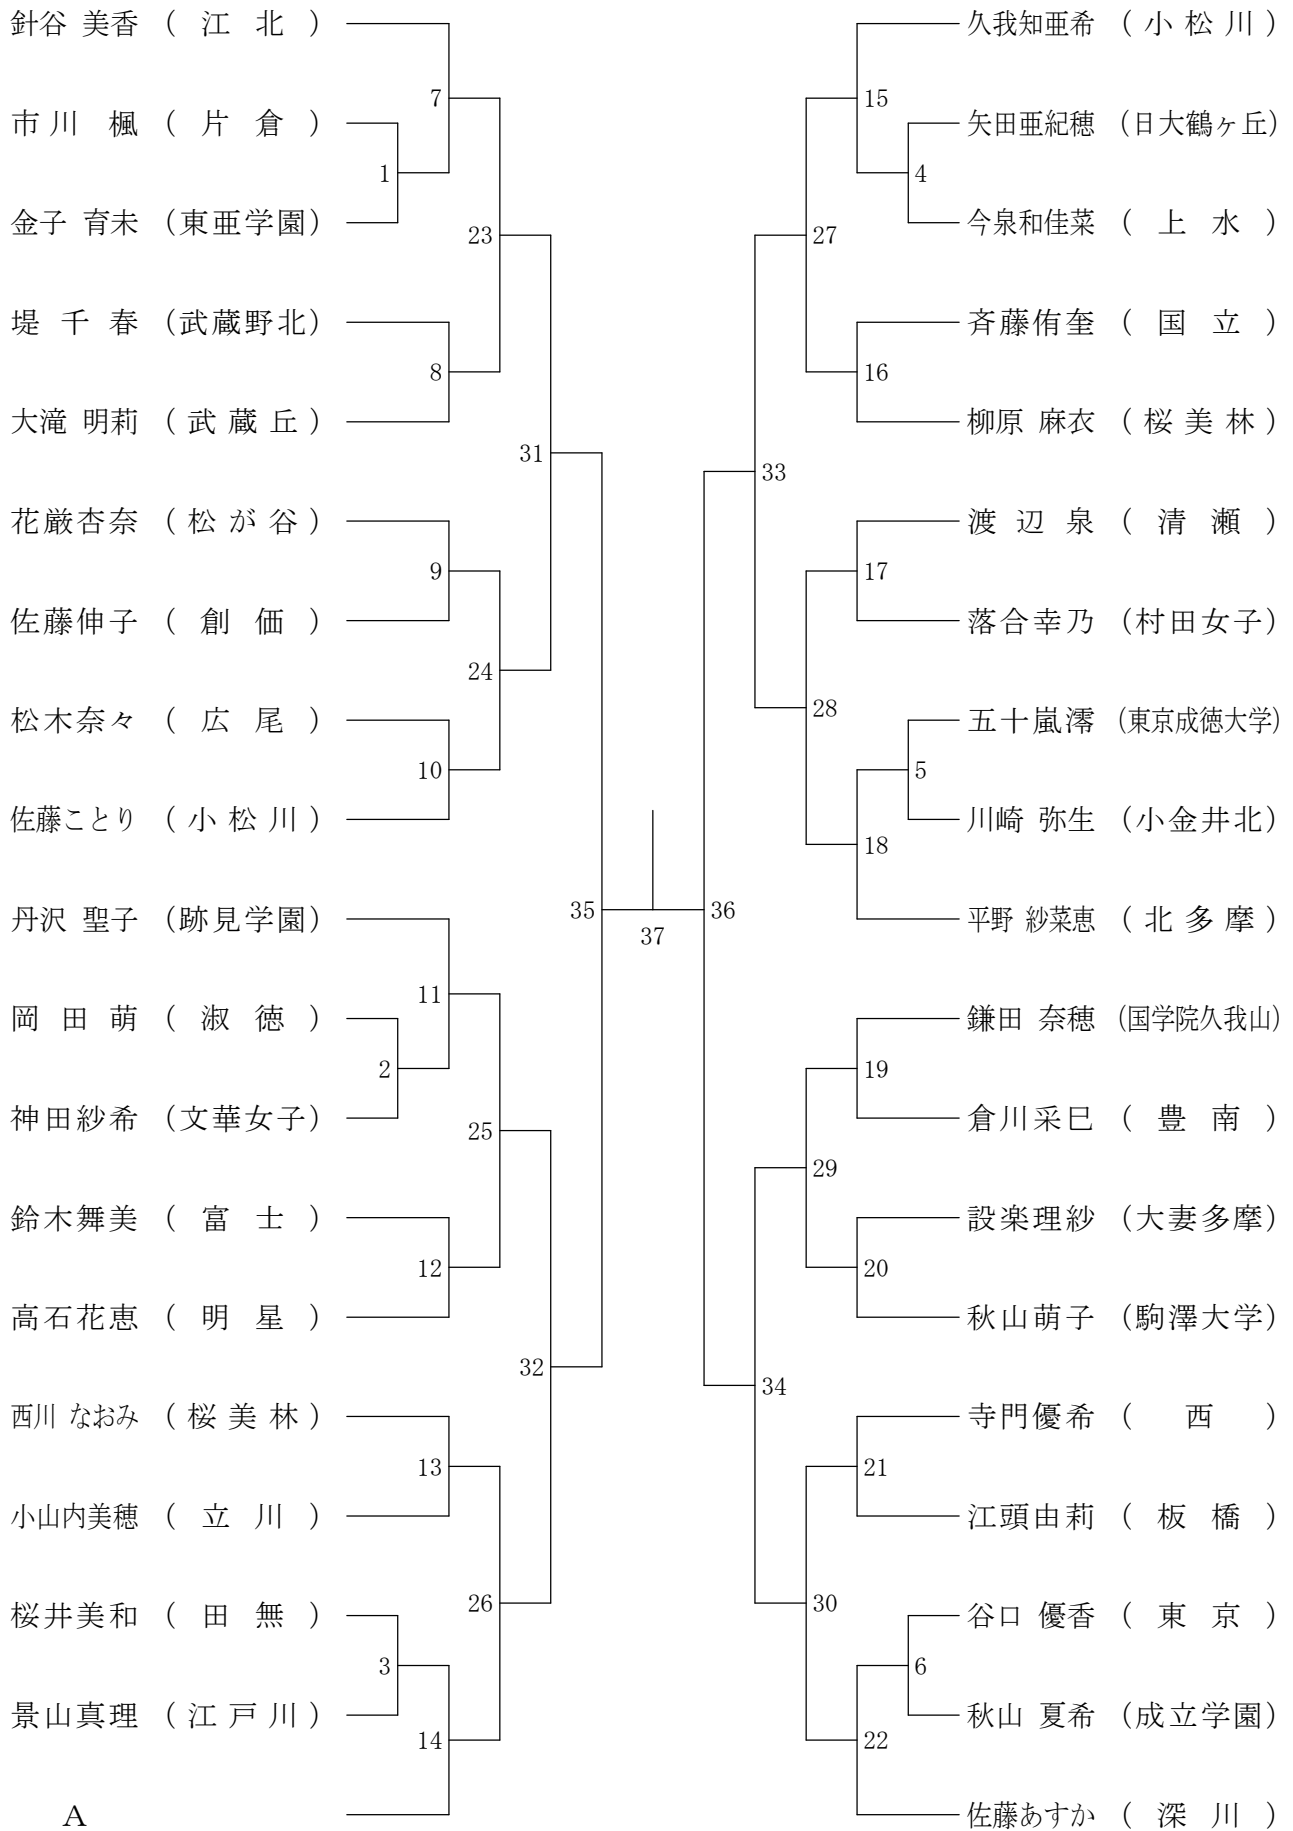 針谷 美香 （ 江 北 ）
7
市川 楓 （ 片 倉 ）
1
金子 育未 （東亜学園）
23
堤 千 春 （武蔵野北）
8
大滝 明莉 （ 武 蔵 丘 ）
31
花厳杏奈 （ 松 が 谷 ）
9
佐藤伸子 （ 創 価 ）
24
松木奈々 （ 広 尾 ）
10
佐藤ことり （ 小 松 川 ）
35
丹沢 聖子 （跡見学園）
11
岡 田 萌 （ 淑 徳 ）
2
神田紗希 （文華女子）
25
鈴木舞美 （ 富 士 ）
12
高石花恵 （ 明 星 ）
32
西川 なおみ （ 桜 美 林 ）
13
小山内美穂 （ 立 川 ）
26
桜井美和 （ 田 無 ）
3
景山真理 （ 江 戸 川 ）
14
A
37
久我知亜希 （ 小 松 川 ）
15
矢田亜紀穂 （日大鶴ヶ丘）
4
今泉和佳菜 （ 上 水 ）
27
斉藤侑奎 （ 国 立 ）
16
柳原 麻衣 （ 桜 美 林 ）
33
渡 辺 泉 （ 清 瀬 ）
17
落合幸乃 （村田女子）
28
五十嵐澪 （東京成徳大学）
5
川崎 弥生 （小金井北）
18
36
平野 紗菜恵 （ 北 多 摩 ）
鎌田 奈穂 （国学院久我山）
19
倉川采巳 （ 豊 南 ）
29
設楽理紗 （大妻多摩）
20
秋山萌子 （駒澤大学）
34
寺門優希 （ 西 ）
21
江頭由莉 （ 板 橋 ）
30
谷口 優香 （ 東 京 ）
6
秋山 夏希 （成立学園）
22
佐藤あすか （ 深 川 ）